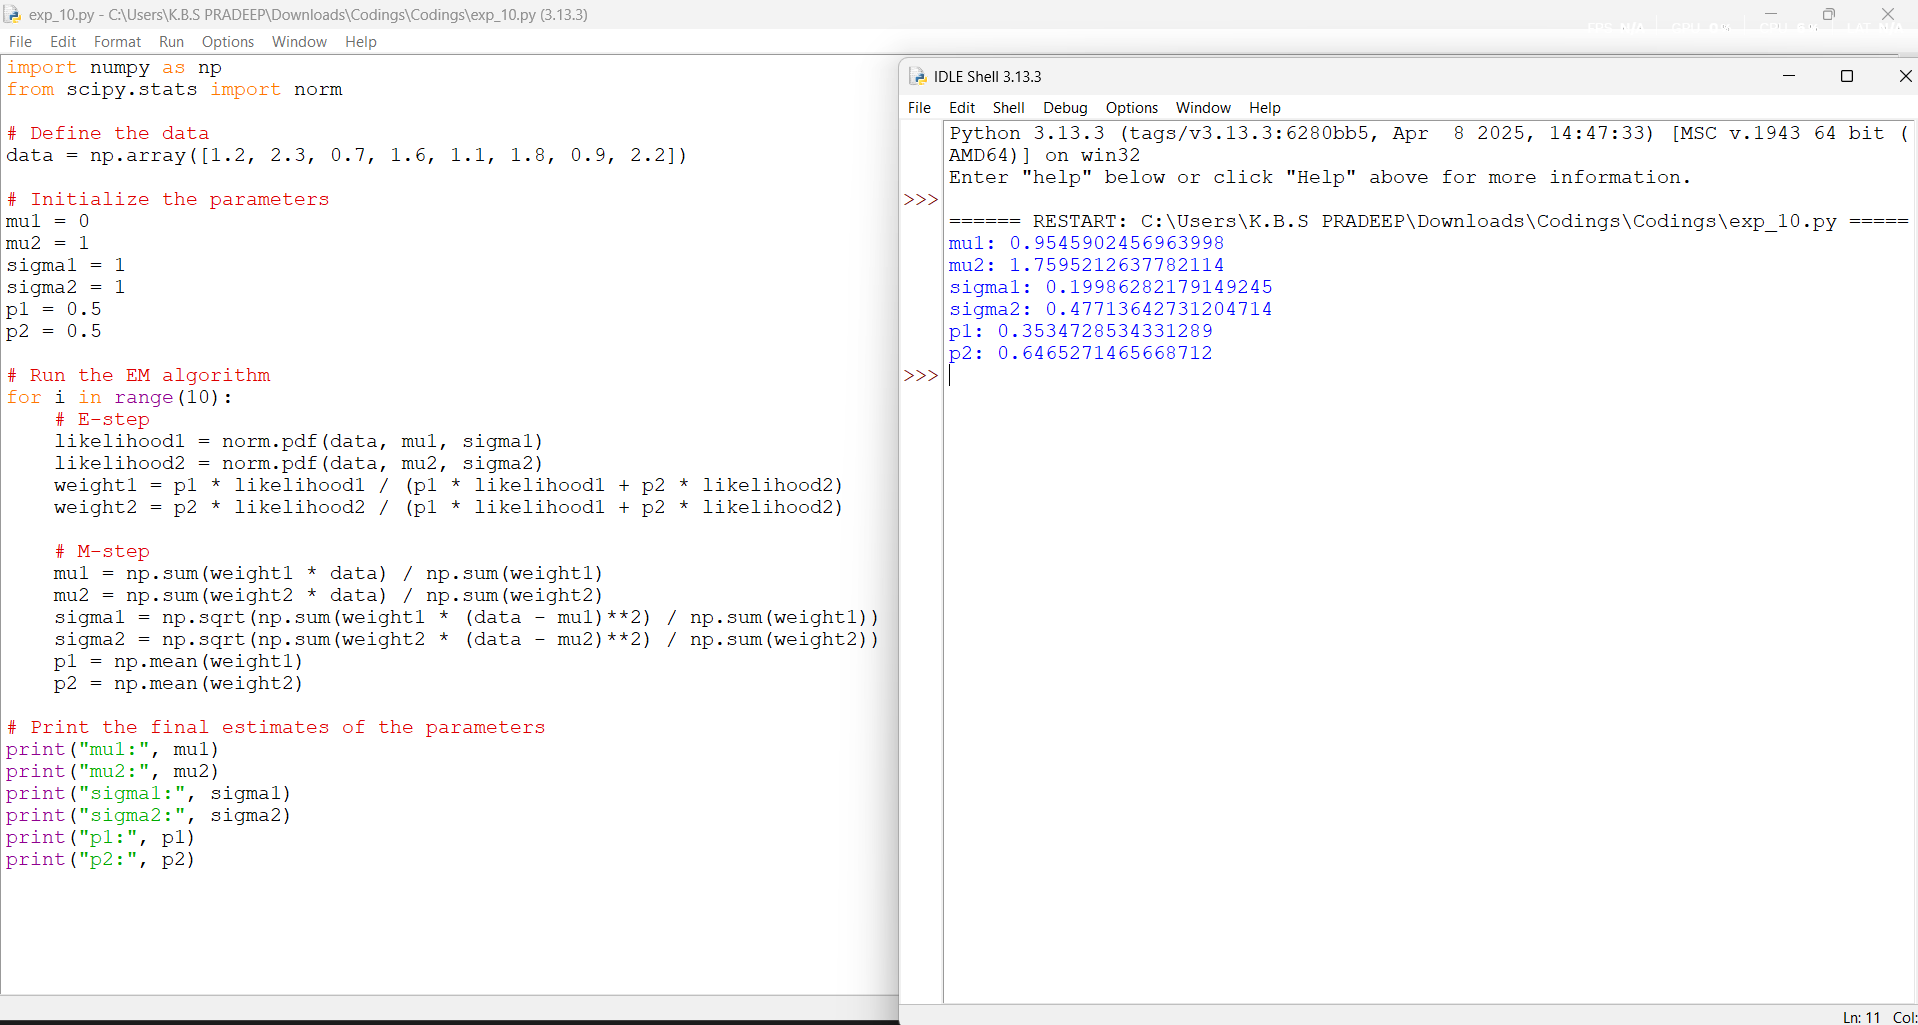 exp_10.py - C:\Users\K.B.S PRADEEP\Downloads\Codings\Codings\exp_10.py (3.13.3)
File Edit Format Run Options Window Help
import numpy as np
from scipy.stats import norm
# Define the data
data = np.array([1.2, 2.3, 0.7, 1.6, 1.1, 1.8, 0.9, 2.2])
# Initialize the parameters
mu1 = 0
mu2 = 1
sigma1 = 1
sigma2 = 1
p1 = 0.5
p2 = 0.5
# Run the EM algorithm
for i in range(10):
    # E-step
    likelihood1 = norm.pdf(data, mu1, sigma1)
    likelihood2 = norm.pdf(data, mu2, sigma2)
    weight1 = p1 * likelihood1 / (p1 * likelihood1 + p2 * likelihood2)
    weight2 = p2 * likelihood2 / (p1 * likelihood1 + p2 * likelihood2)
    # M-step
    mu1 = np.sum(weight1 * data) / np.sum(weight1)
    mu2 = np.sum(weight2 * data) / np.sum(weight2)
    sigma1 = np.sqrt(np.sum(weight1 * (data - mu1)**2) / np.sum(weight1))
    sigma2 = np.sqrt(np.sum(weight2 * (data - mu2)**2) / np.sum(weight2))
    p1 = np.mean(weight1)
    p2 = np.mean(weight2)
# Print the final estimates of the parameters
print("mu1:", mu1)
print("mu2:", mu2)
print("sigma1:", sigma1)
print("sigma2:", sigma2)
print("p1:", p1)
print("p2:", p2)
IDLE Shell 3.13.3
File Edit Shell Debug Options Window Help
Python 3.13.3 (tags/v3.13.3:6280bb5, Apr  8 2025, 14:47:33) [MSC v.1943 64 bit (
AMD64)] on win32
Enter "help" below or click "Help" above for more information.
>>>
====== RESTART: C:\Users\K.B.S PRADEEP\Downloads\Codings\Codings\exp_10.py =====
mu1: 0.9545902456963998
mu2: 1.7595212637782114
sigma1: 0.19986282179149245
sigma2: 0.47713642731204714
p1: 0.3534728534331289
p2: 0.6465271465668712
>>>
Ln: 11 Col: